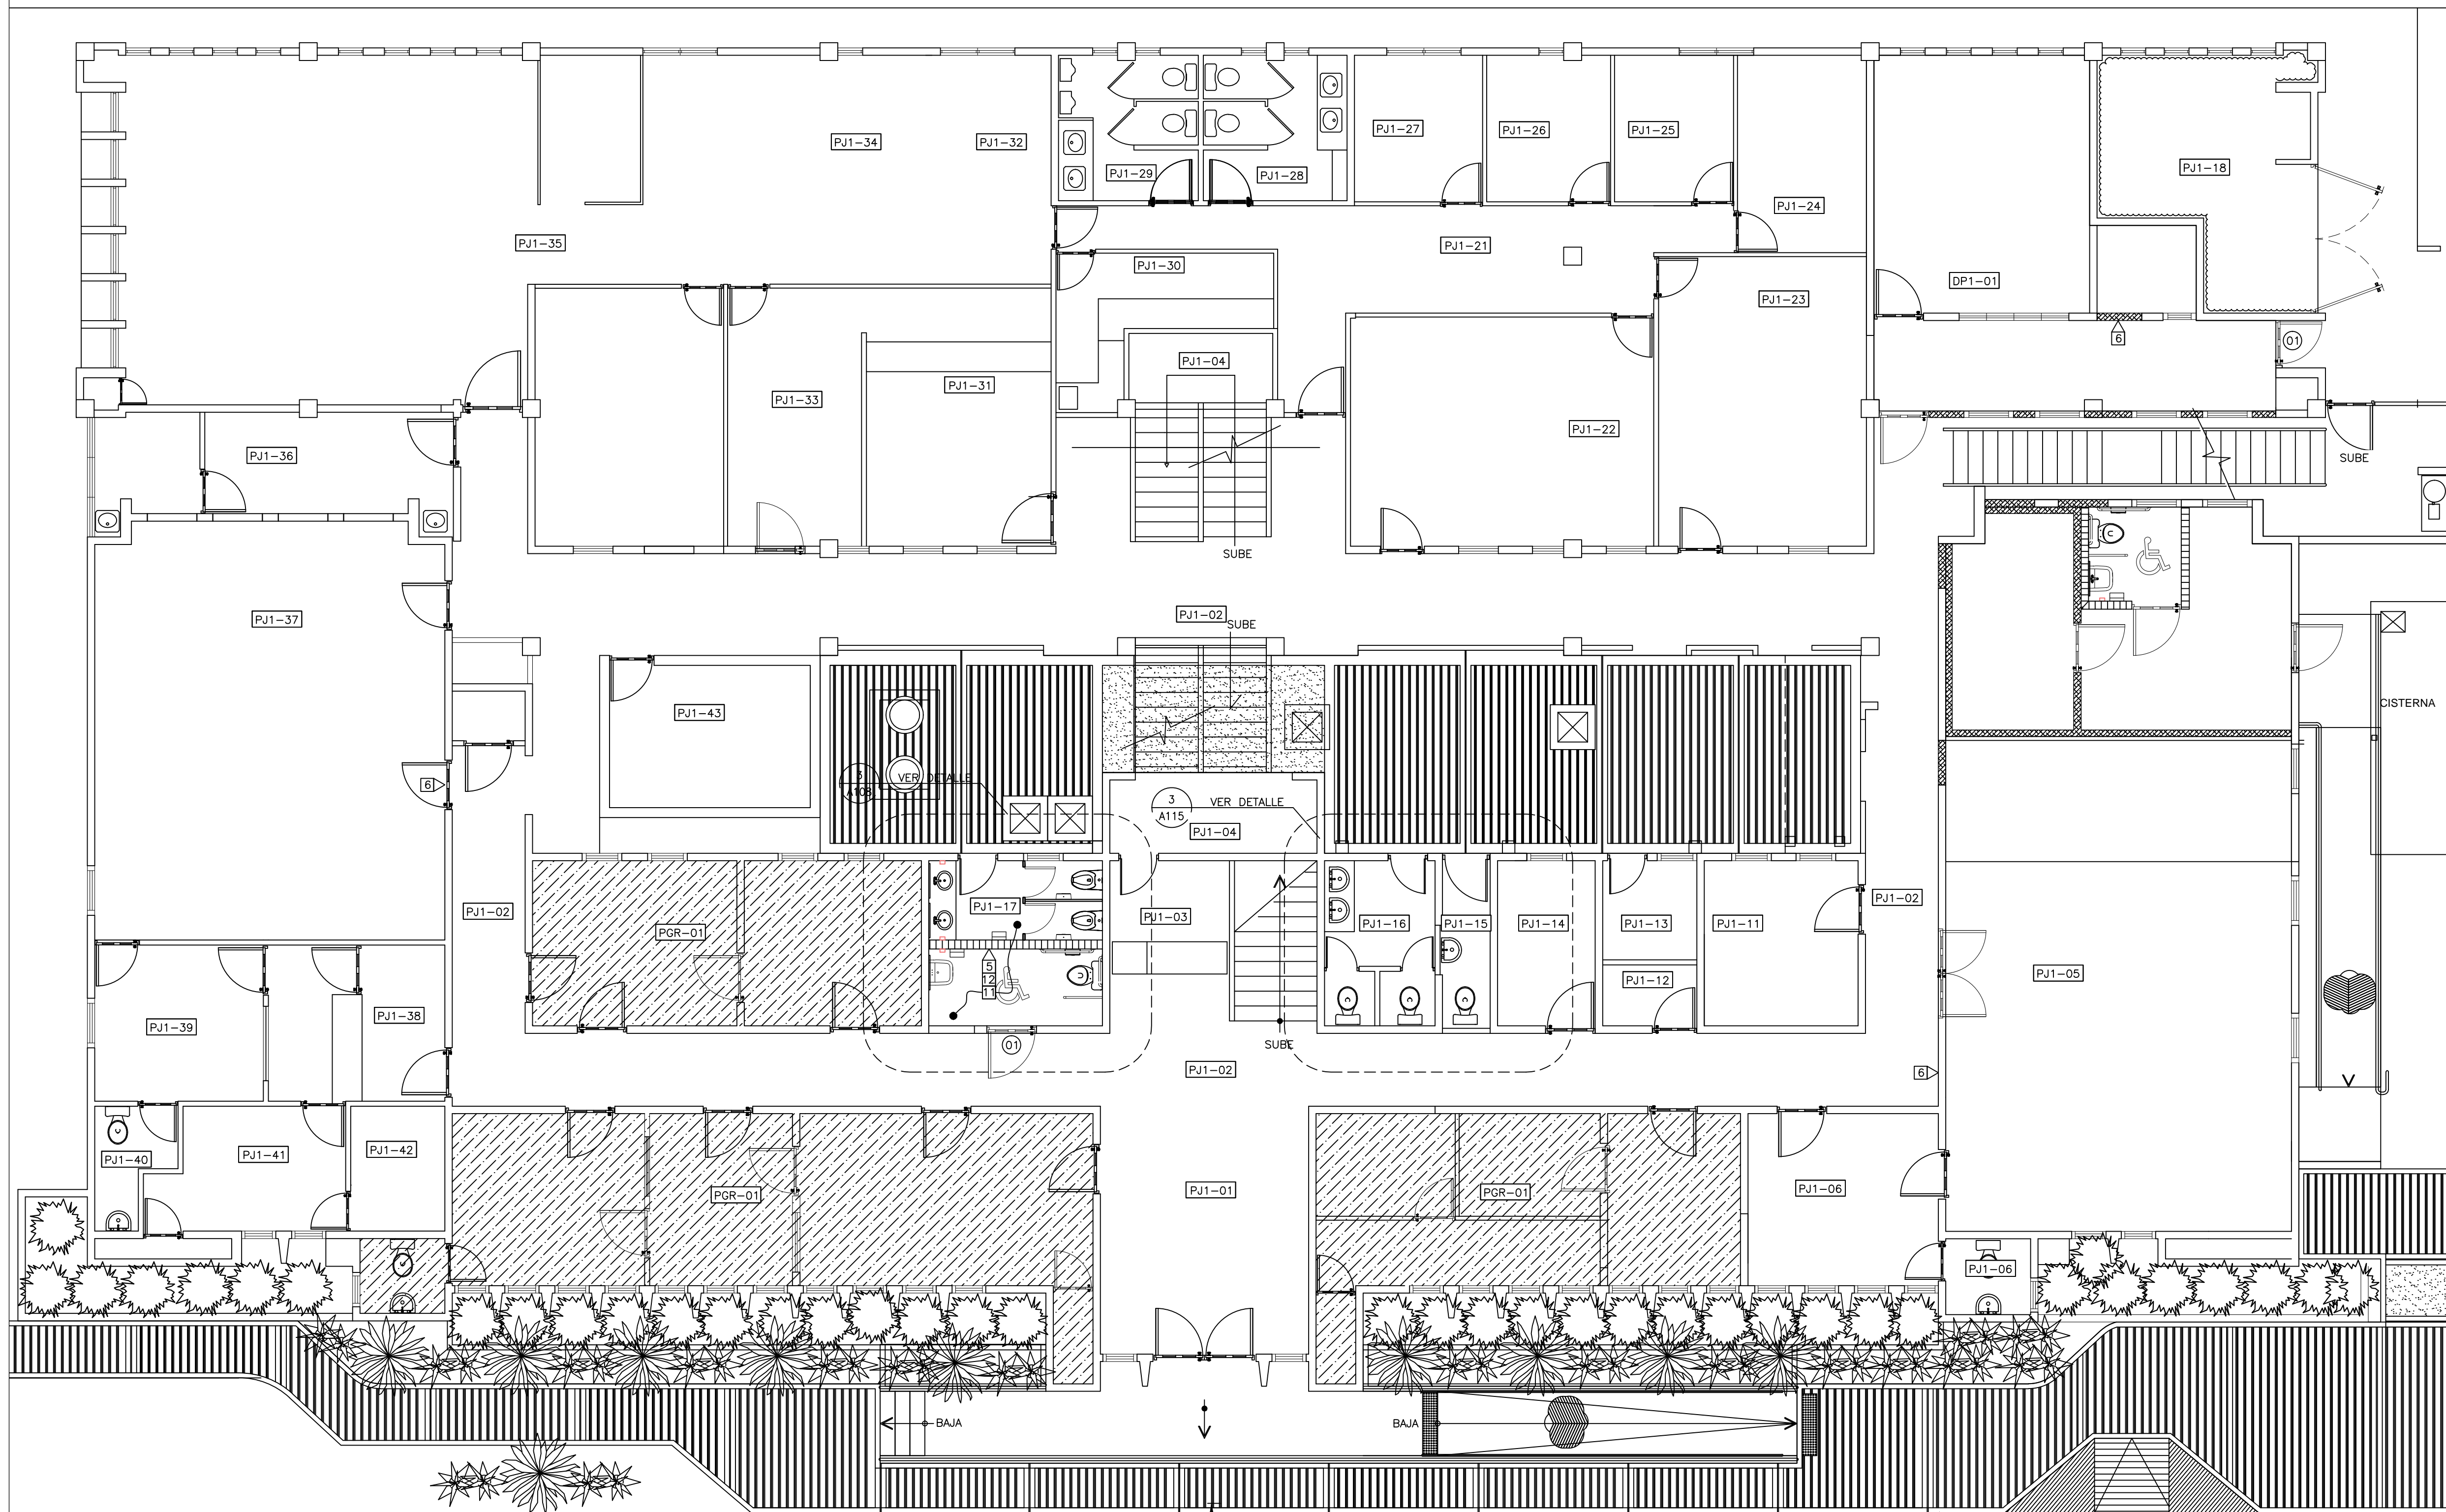 PJ1-34
PJ1-32
PJ1-29
PJ1-28
PJ1-27
PJ1-26
PJ1-25
PJ1-18
PJ1-24
PJ1-35
PJ1-21
PJ1-30
DP1-01
PJ1-23
6
01
PJ1-04
PJ1-31
PJ1-33
PJ1-22
PJ1-36
SUBE
SUBE
PJ1-37
PJ1-02
SUBE
CISTERNA
PJ1-43
6
3
A108
VER DETALLE
3
A115
VER DETALLE
PJ1-04
PJ1-02
PGR-01
PJ1-17
PJ1-03
PJ1-16
PJ1-15
PJ1-14
PJ1-13
PJ1-11
PJ1-02
5
12
11
PJ1-12
PJ1-05
PJ1-39
PJ1-38
01
SUBE
PJ1-02
6
PJ1-40
PJ1-41
PJ1-42
PGR-01
PJ1-01
PGR-01
PJ1-06
PJ1-06
BAJA
BAJA